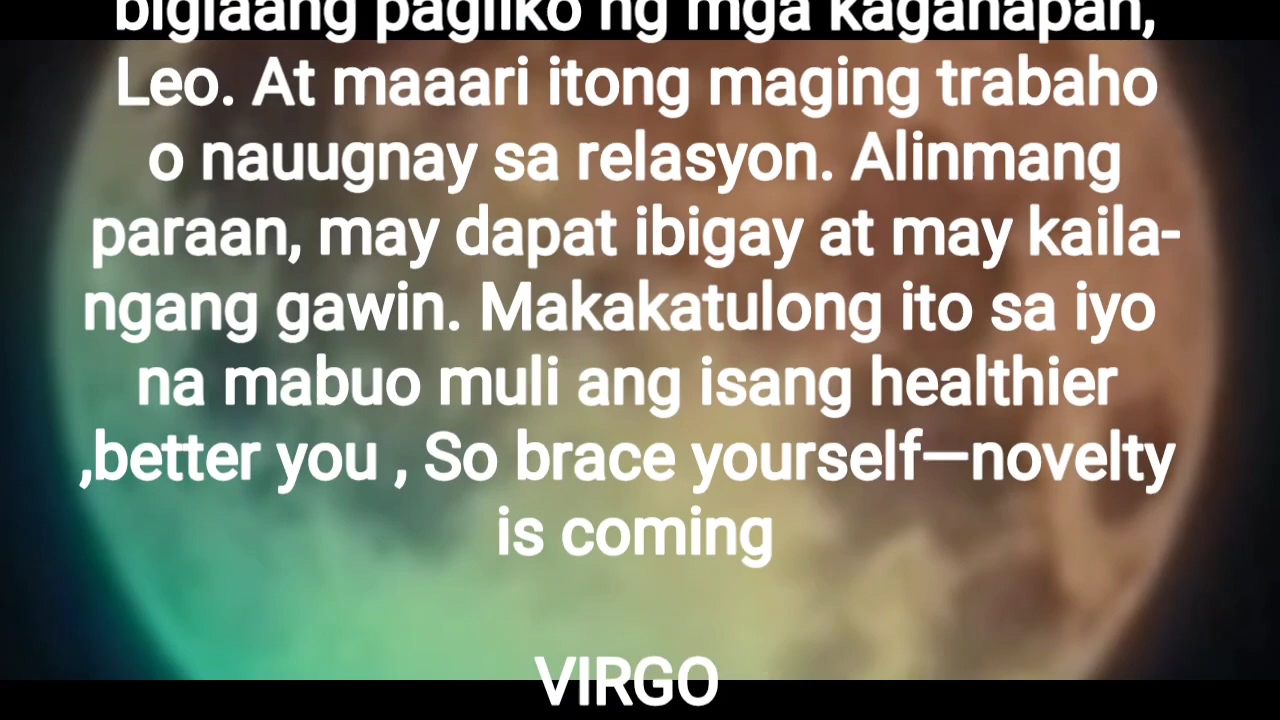 biglaang pagliko ng mga kaganapan,
Leo. At maaari itong maging trabaho
o nauugnay sa relasyon. Alinmang
paraan, may dapat ibigay at may kaila-
ngang gawin. Makakatulong ito sa iyo
na mabuo muli ang isang healthier
,better you , So brace yourself—novelty
is coming
VIRGO